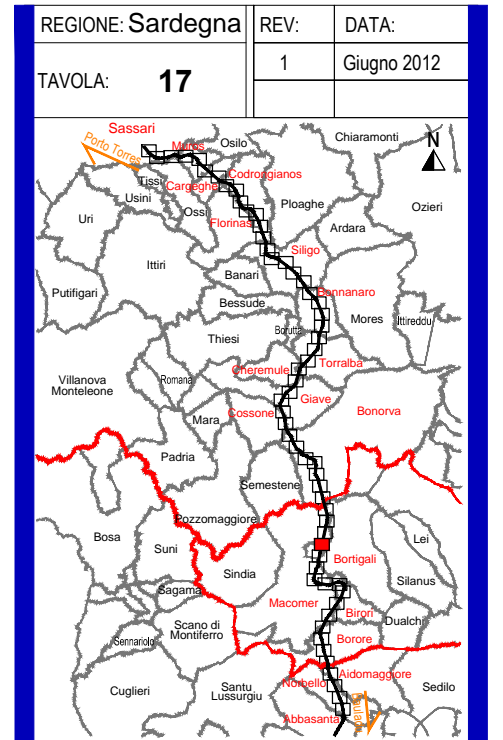 REGIONE: Sardegna
REV:
DATA:
TAVOLA: 17
1
Giugno 2012
Sassari
Chiaramonti
N
Porto Torres
Muros
Osilo
Tissi
Codrongianos
Cargeghe
Usini
Ploaghe
Ozieri
Ossi
Uri
Florinas
Ardara
Siligo
Ittiri
Banari
Bonnanaro
Putifigari
Bessude
Mores
Ittireddu
Borutta
Thiesi
Torralba
Cheremule
Villanova
Monteleone
Romana
Giave
Cossone
Bonorva
Mara
Padria
Semestene
Pozzomaggiore
Bosa
Lei
Suni
Bortigali
Sindia
Silanus
Sagama
Macomer
Birori
Dualchi
Scano di
Montiferro
Sennariolo
Borore
Aidomaggiore
Norbello
Sedilo
Cuglieri
Santu
Lussurgiu
Abbasanta